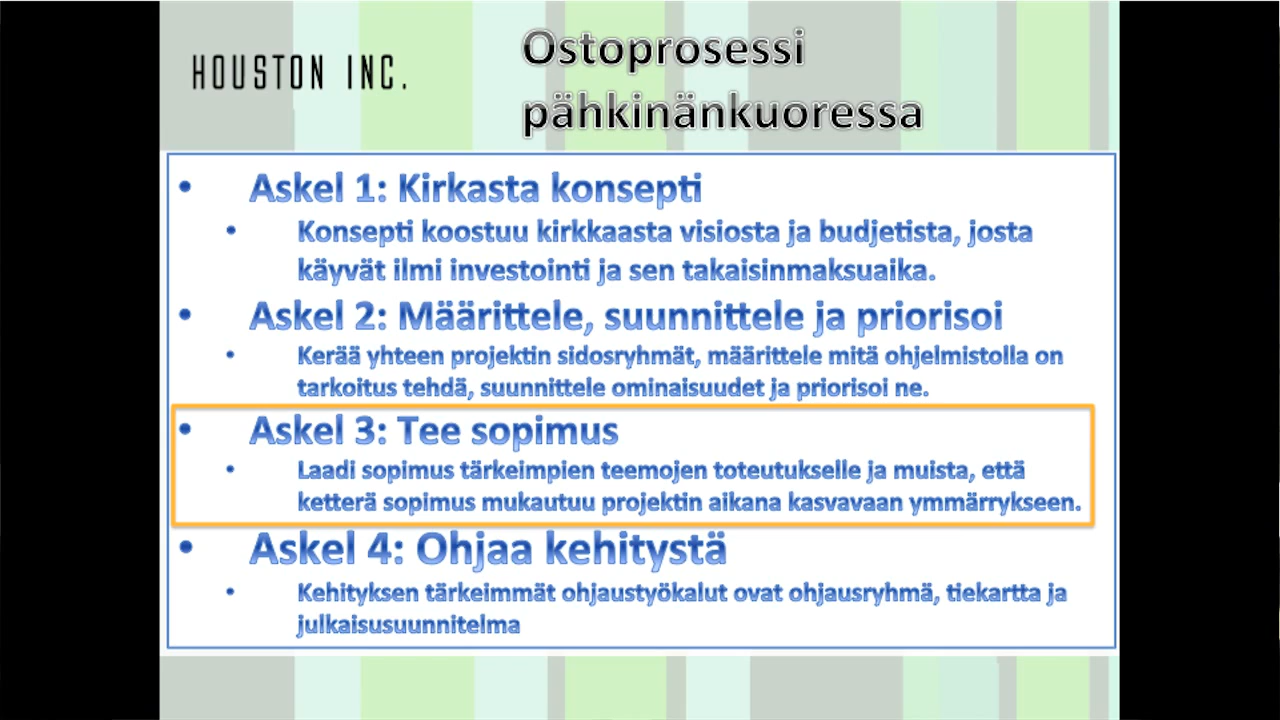 HOUSTON INC.
Ostoprosessi
pähkinänkuoressa
• Askel 1: Kirkasta konsepti
• Konsepti koostuu kirkkaasta visiosta ja budjetista, josta
käyvät ilmi investointi ja sen takaisinmaksuaika.
• Askel 2: Määrittele, suunnittele ja priorisoi
• Kerää yhteen projektin sidosryhmät, määrittele mitä ohjelmistolla on
tarkoitus tehdä, suunnittele ominaisuudet ja priorisoi ne.
• Askel 3: Tee sopimus
• Laadi sopimus tärkeimpien teemojen toteutukselle ja muista, että
ketterä sopimus mukautuu projektin aikana kasvavaan ymmärrykseen.
• Askel 4: Ohjaa kehitystä
• Kehityksen tärkeimmät ohjaustyökalut ovat ohjausryhmä, tiekartta ja
julkaisusuunnitelma